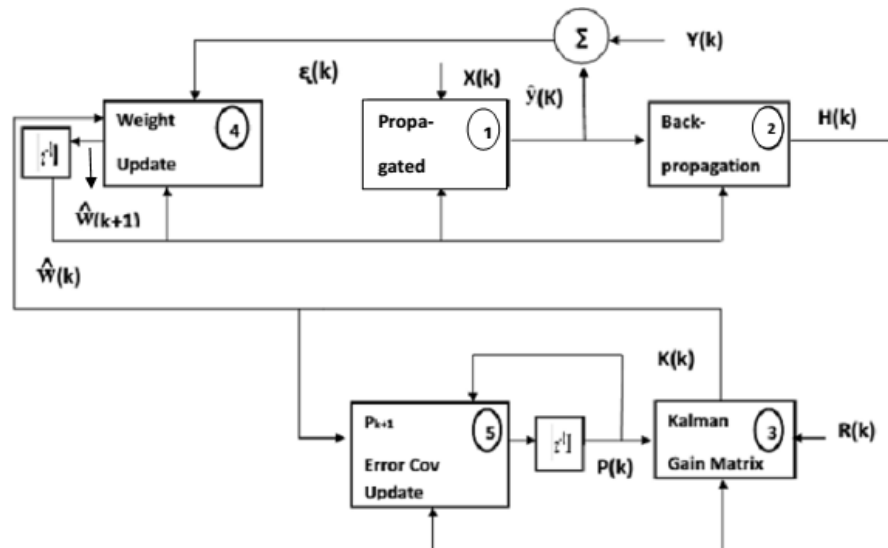 Σ
Y(k)
ξ(k)
X(k)
ŷ(K)
H(k)
Weight
Update
4
Propa-
gated
1
Back-
propagation
2
ŵ(k+1)
ŵ(k)
K(k)
Pk+1
Error Cov
Update
5
P(k)
Kalman
Gain Matrix
3
R(k)